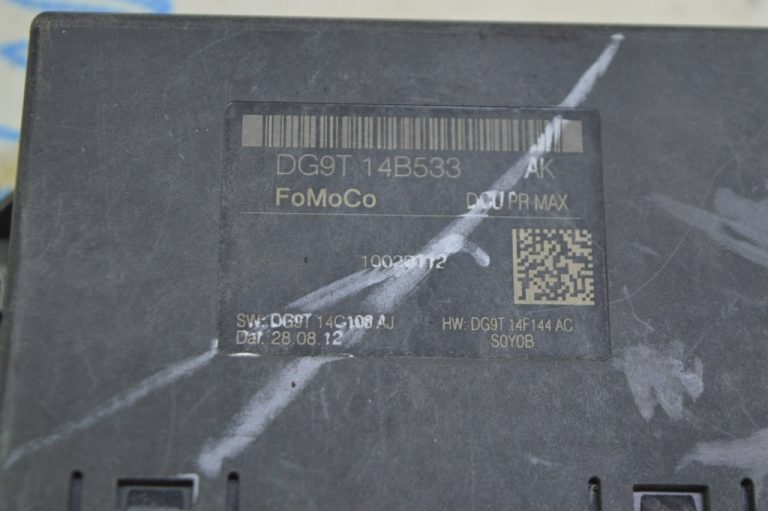 DG9T 14B533 AK
FoMoCo DCU PR MAX
10023112
SW: DG9T 14C108 AJ HW: DG9T 14F144 AC
Dat. 28.08.12 S0Y0B